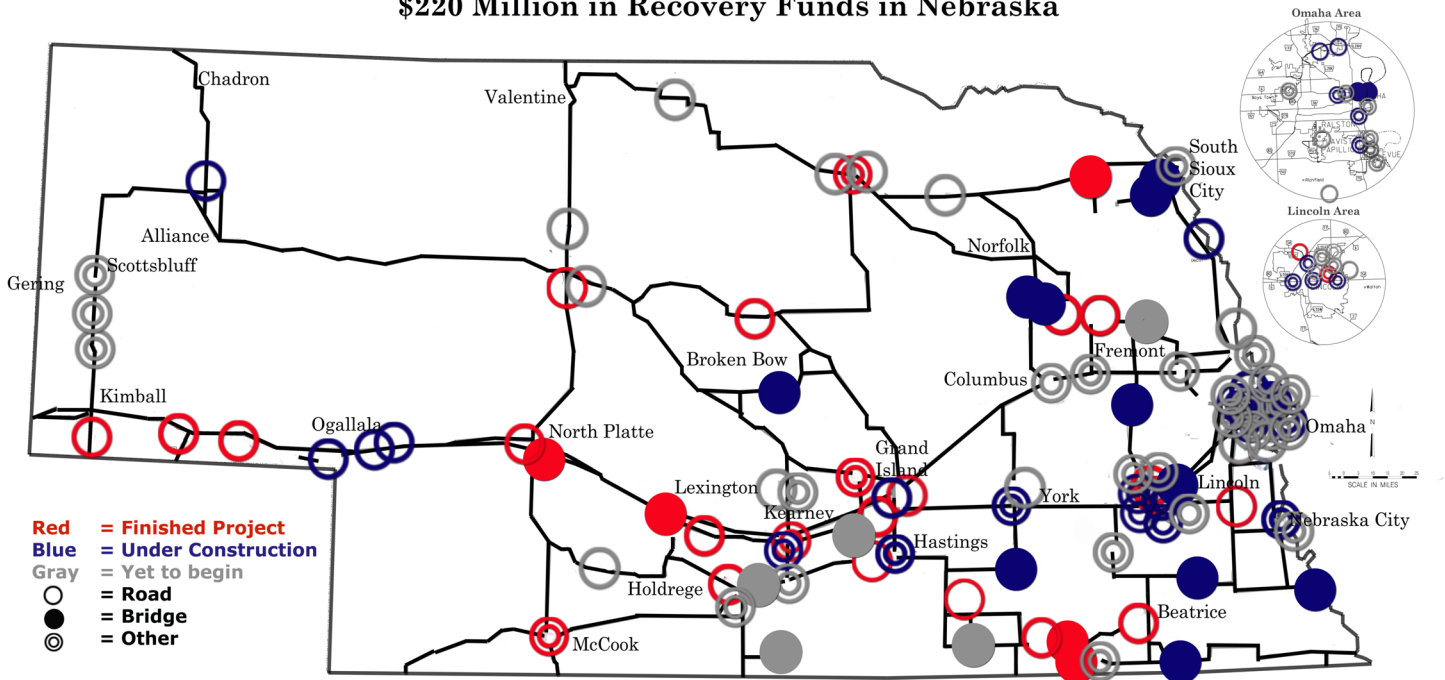 $220 Million in Recovery Funds in Nebraska
Omaha Area
Chadron
Valentine
South
Sioux
City
Lincoln Area
Alliance
Norfolk
Scottsbluff
Gering
Broken Bow
Fremont
Columbus
Kimball
Ogallala
North Platte
Omaha
N
Grand
Island
SCALE IN MILES
Lexington
York
Lincoln
Kearney
Nebraska City
Hastings
Holdrege
Beatrice
McCook
Red = Finished Project
Blue = Under Construction
Gray = Yet to begin
= Road
= Bridge
= Other